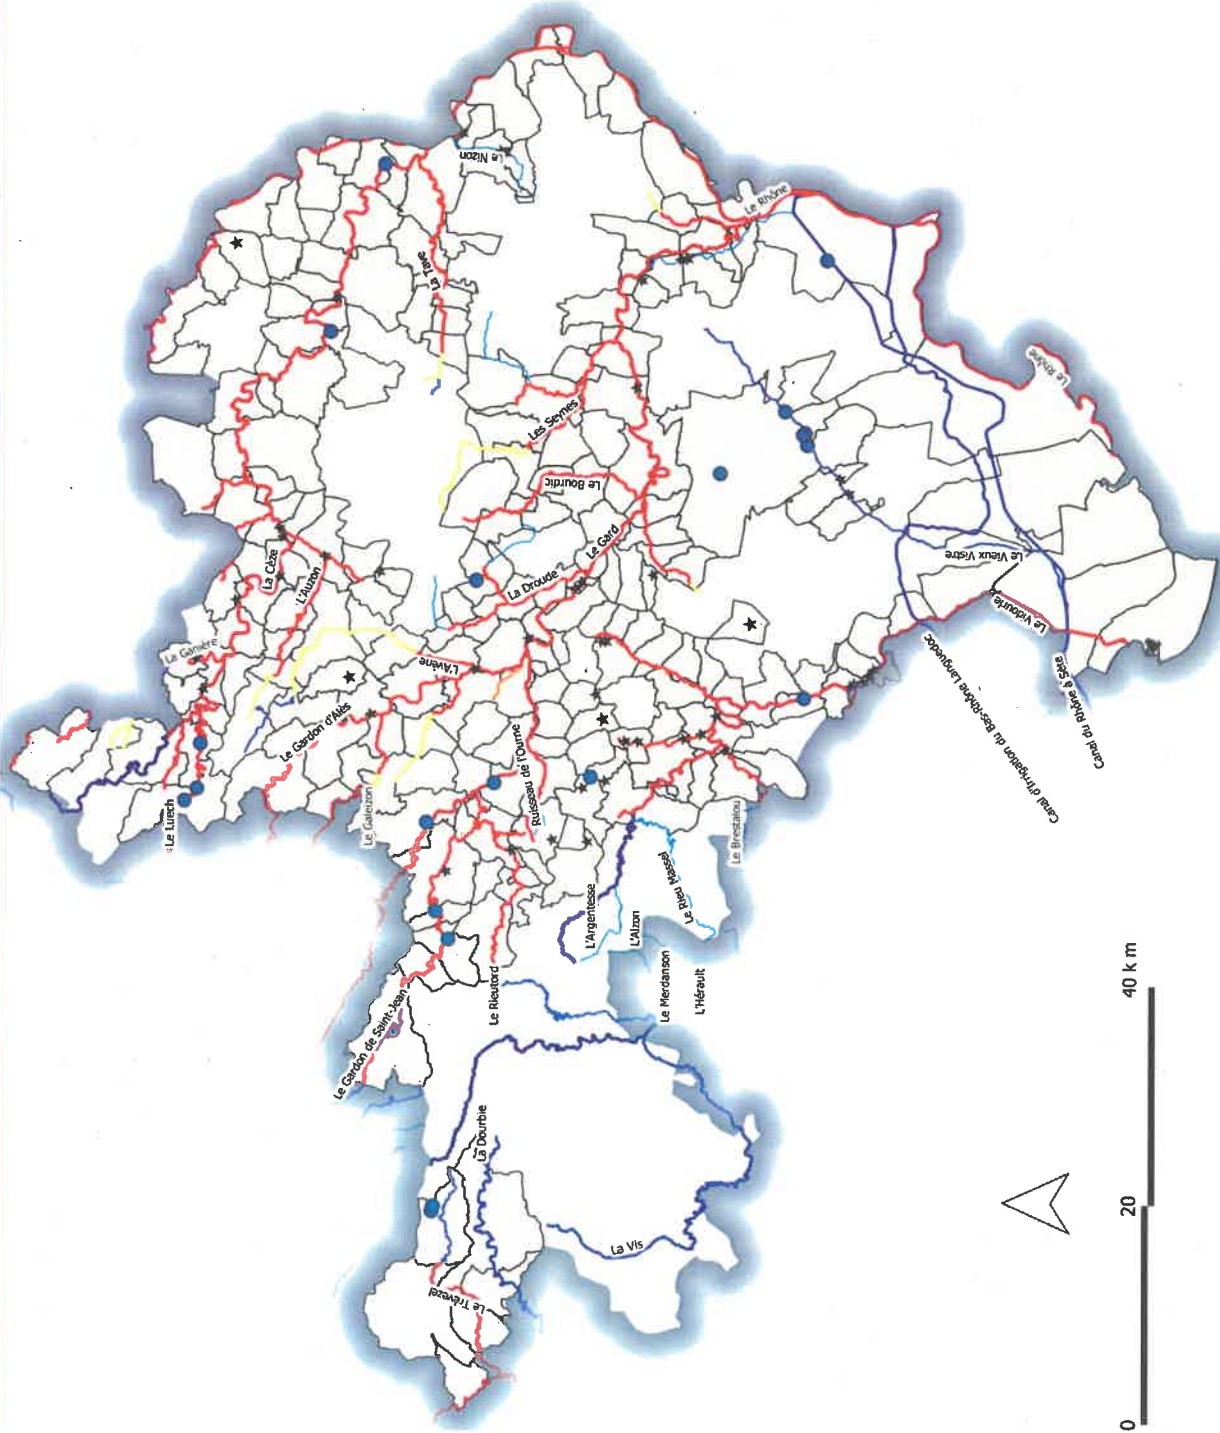 Le Nizon
La Tave
Le Rhône
Les Seynes
Le Bourdic
Le Rhône
La Cèze
L'Auzon
Le Gard
La Droude
Le Vieux Vistre
La Ganière
L'Avène
Le Vidourle
Le Gardon d'Alès
Canal d'Irrigation du Bas-Rhône Languedoc
Canal du Rhône à Sète
Le Luech
Le Galeizon
Ruisseau de l'Ourne
Le Brestalou
Le Rieu Massel
L'Argentesse
L'Alzon
Le Rieutord
Le Merdanson
L'Hérault
Le Gardon de Saint-Jean
La Dourbie
La Vis
Le Trévezel
0
20
40 km